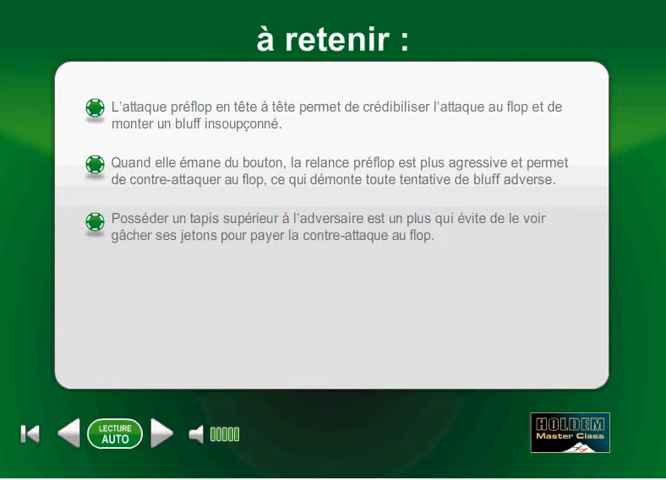 à retenir :
L'attaque préflop en tête à tête permet de crédibiliser l'attaque au flop et de
monter un bluff insoupçonné.
Quand elle émane du bouton, la relance préflop est plus agressive et permet
de contre-attaquer au flop, ce qui démonte toute tentative de bluff adverse.
Posséder un tapis supérieur à l'adversaire est un plus qui évite de le voir
gâcher ses jetons pour payer la contre-attaque au flop.
LECTURE
AUTO
HOLDEM
Master Class